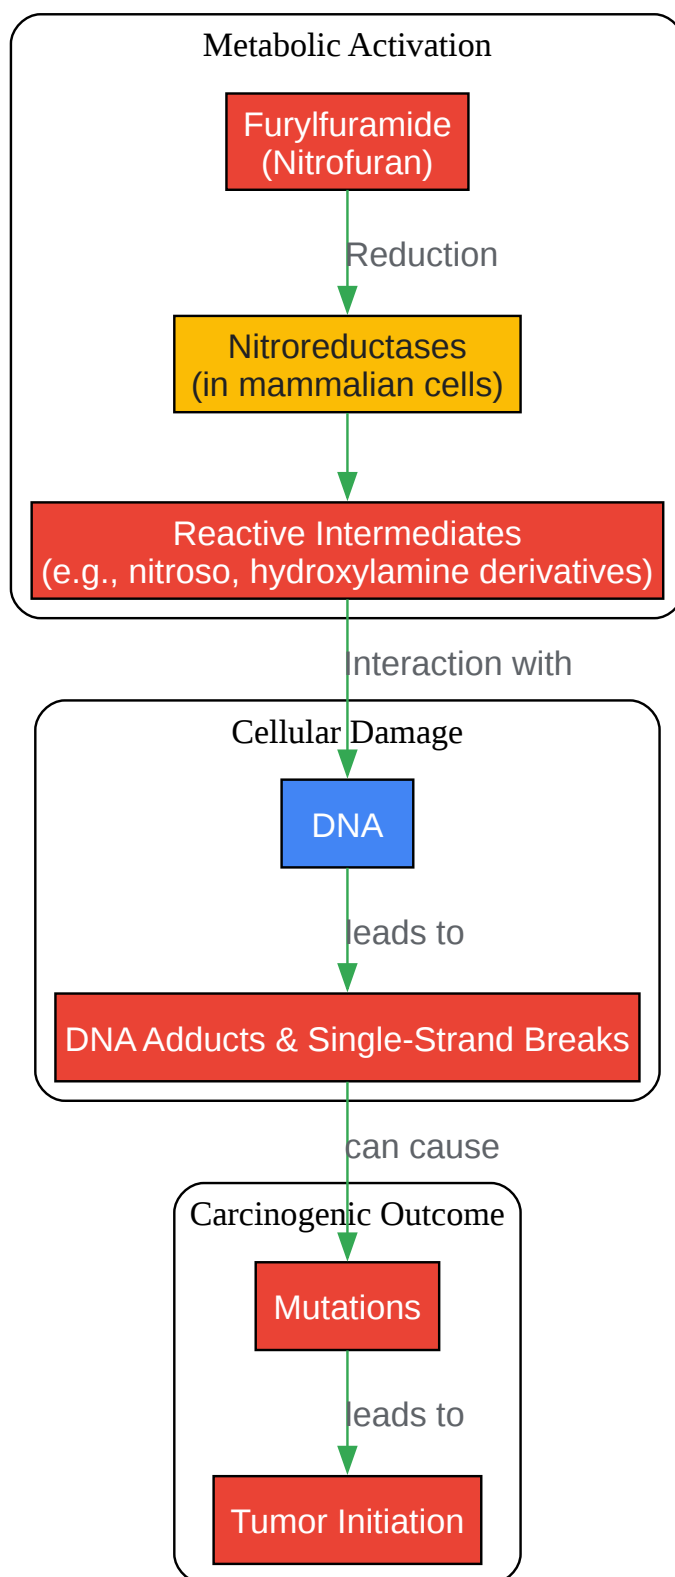 Metabolic Activation
Furylfuramide
(Nitrofuran)
Reduction
Nitroreductases
(in mammalian cells)
Reactive Intermediates
(e.g., nitroso, hydroxylamine derivatives)
Interaction with
Cellular Damage
DNA
leads to
DNA Adducts & Single-Strand Breaks
can cause
Carcinogenic Outcome
Mutations
leads to
Tumor Initiation